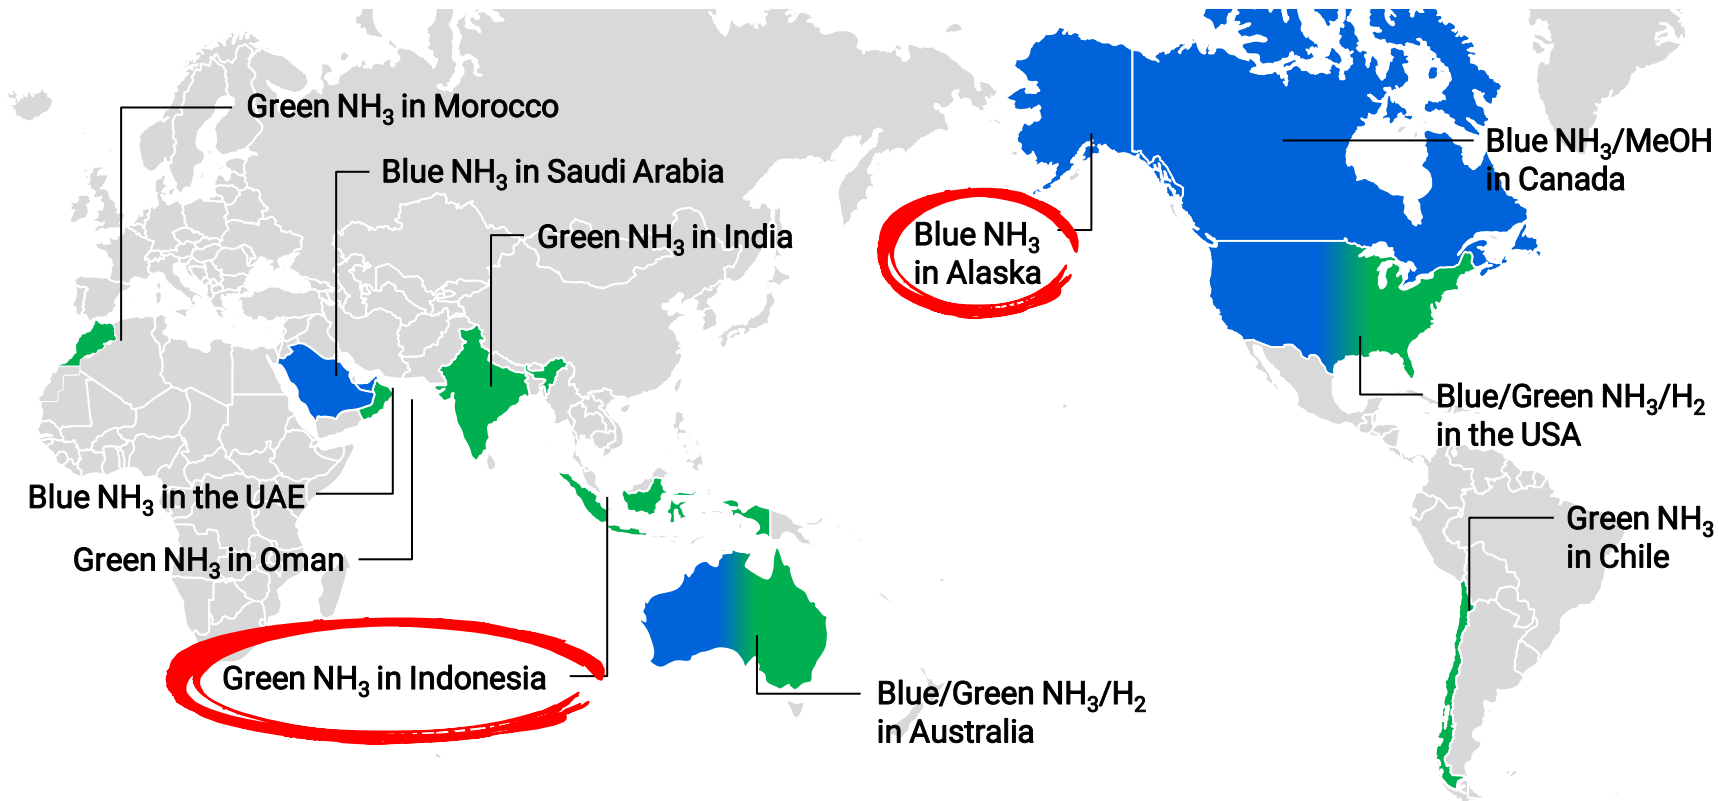 Green NH₃ in Morocco
Blue NH₃ in Saudi Arabia
Green NH₃ in India
Blue NH₃ in the UAE
Green NH₃ in Oman
Green NH₃ in Indonesia
Blue NH₃
in Alaska
Blue NH₃/MeOH
in Canada
Blue/Green NH₃/H₂
in the USA
Green NH₃
in Chile
Blue/Green NH₃/H₂
in Australia